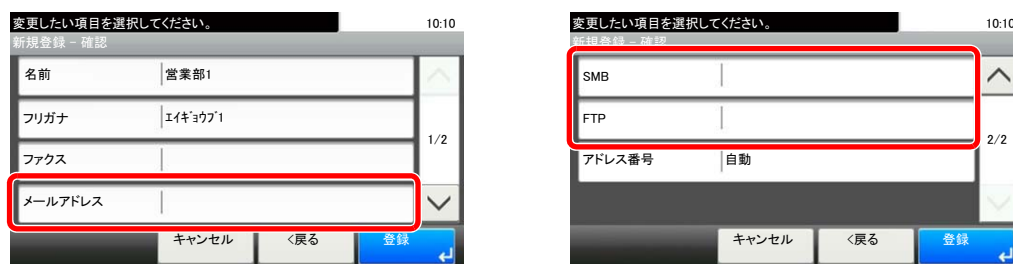 変更したい項目を選択してください。 10:10
新規登録 - 確認
名前 営業部1
フリガナ ｴｲｷﾞｮｳﾌﾞ1
1/2
ファクス
メールアドレス
キャンセル <戻る 登録
変更したい項目を選択してください。 10:10
新規登録 - 確認
SMB
FTP
2/2
アドレス番号 自動
キャンセル <戻る 登録